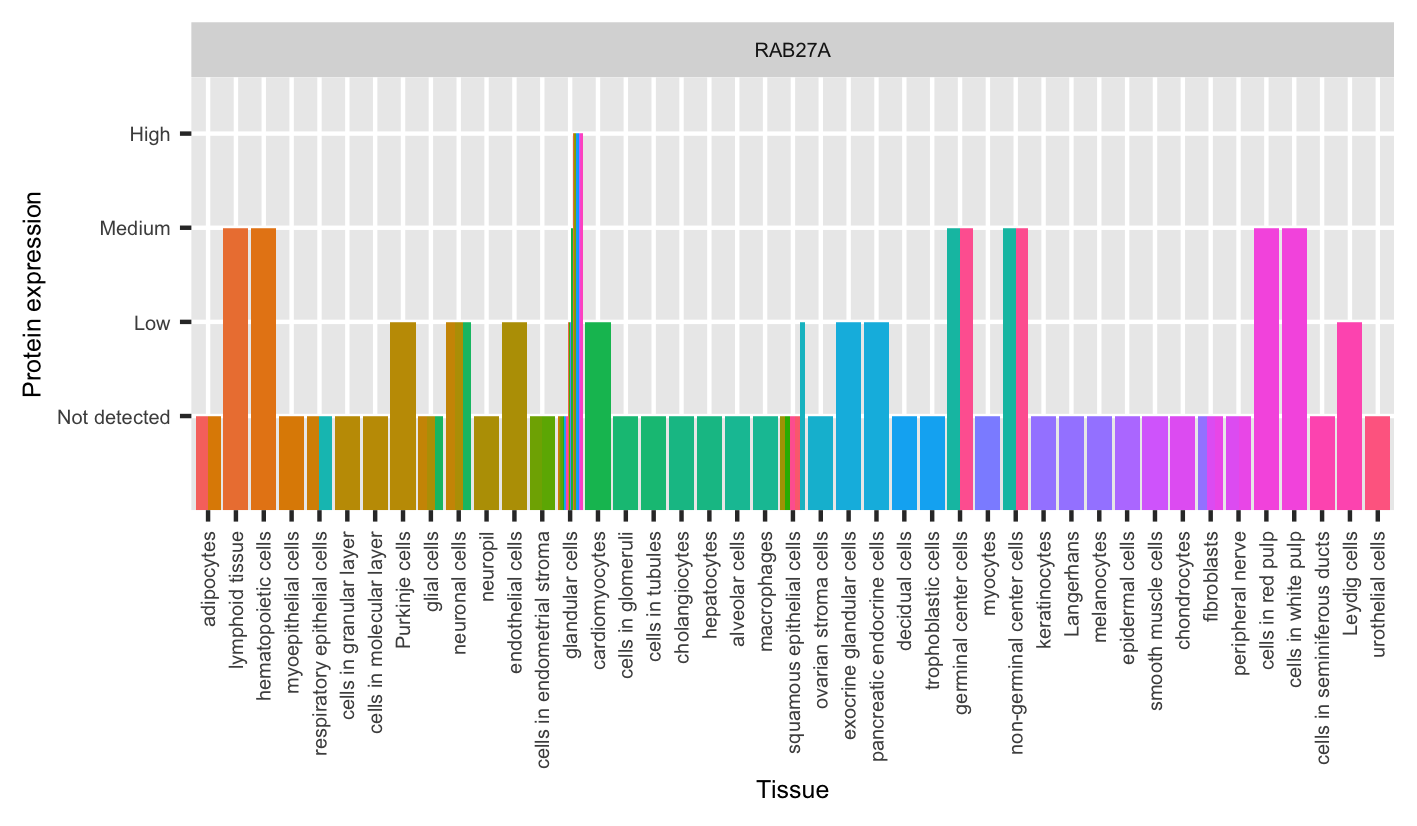 RAB27A
High
Medium
Low
Not detected
Protein expression
adipocytes
lymphoid tissue
hematopoietic cells
myoepithelial cells
respiratory epithelial cells
cells in granular layer
cells in molecular layer
Purkinje cells
glial cells
neuronal cells
neuropil
endothelial cells
cells in endometrial stroma
glandular cells
cardiomyocytes
cells in glomeruli
cells in tubules
cholangiocytes
hepatocytes
alveolar cells
macrophages
squamous epithelial cells
ovarian stroma cells
exocrine glandular cells
pancreatic endocrine cells
decidual cells
trophoblastic cells
germinal center cells
myocytes
non-germinal center cells
keratinocytes
Langerhans
melanocytes
epidermal cells
smooth muscle cells
chondrocytes
fibroblasts
peripheral nerve
cells in red pulp
cells in white pulp
cells in seminiferous ducts
Leydig cells
urothelial cells
Tissue